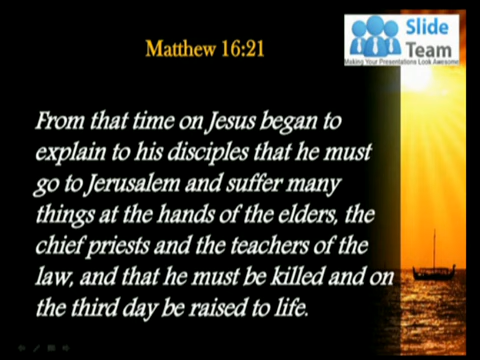 Matthew 16:21
Slide
Team
Making Your Presentations Look Awesome
From that time on Jesus began to
explain to his disciples that he must
go to Jerusalem and suffer many
things at the hands of the elders, the
chief priests and the teachers of the
law, and that he must be killed and on
the third day be raised to life.